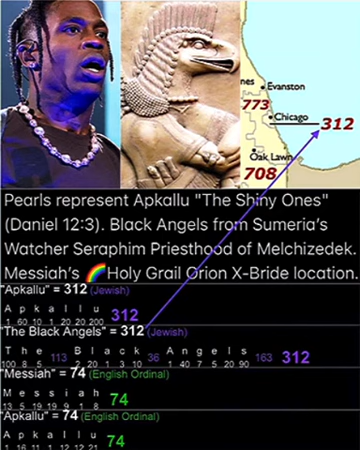 nes
Evanston
773
Chicago
312
Oak Lawn
708
Pearls represent Apkallu "The Shiny Ones"
(Daniel 12:3). Black Angels from Sumeria's
Watcher Seraphim Priesthood of Melchizedek.
Messiah's 🌈Holy Grail Orion X-Bride location.
"Apkallu" = 312 (Jewish)
A p k a l l u
1 60 10 1 20 20 200 312
"The Black Angels" = 312 (Jewish)
T h e 113 B l a c k 36 A n g e l s 163 312
100 8 5 2 20 1 3 10 1 40 7 5 20 90
"Messiah" = 74 (English Ordinal)
M e s s i a h
13 5 19 19 9 1 8 74
"Apkallu" = 74 (English Ordinal)
A p k a l l u
1 16 11 1 12 12 21 74